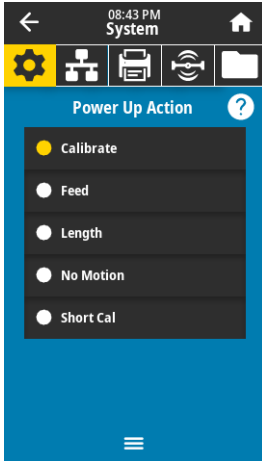 08:43 PM
System
Power Up Action ?
Calibrate
Feed
Length
No Motion
Short Cal